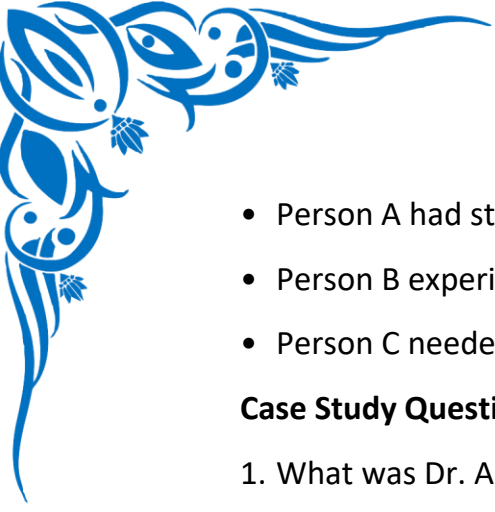 • Person A had st
• Person B experi
• Person C neede
Case Study Questi
1. What was Dr. A